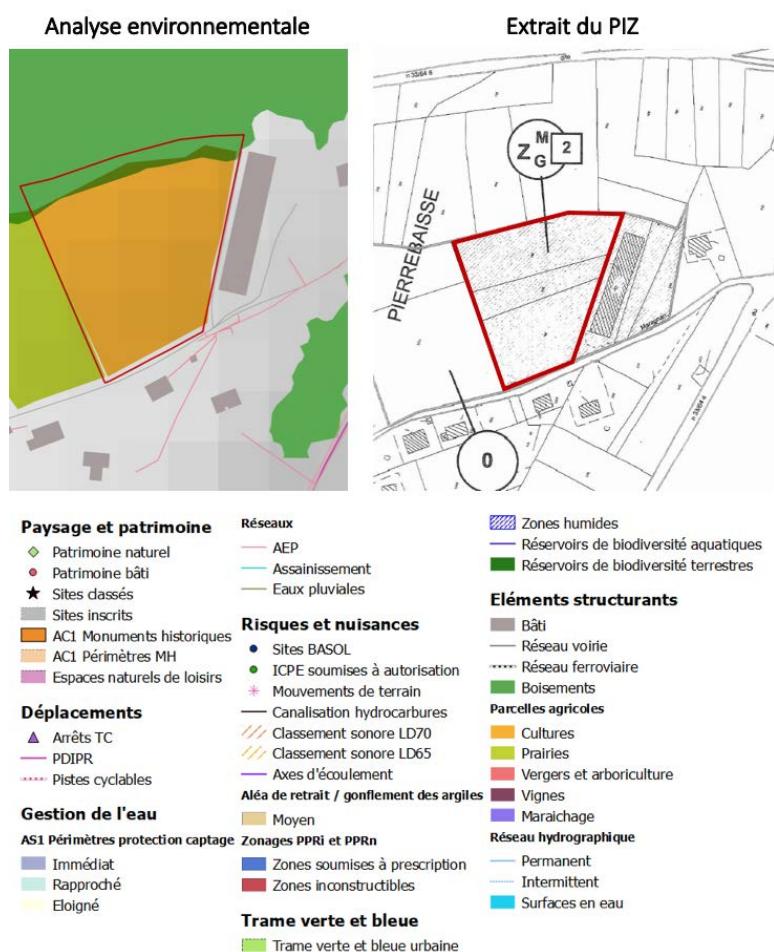 Analyse environnementale
Extrait du PIZ
n 33/64 6
Z M G 2
PIERREBAISSE
0
Paysage et patrimoine
Patrimoine naturel
Patrimoine bâti
Sites classés
Sites inscrits
AC1 Monuments historiques
AC1 Périmètres MH
Espaces naturels de loisirs
Déplacements
Arrêts TC
PDIPR
Pistes cyclables
Gestion de l'eau
AS1 Périmètres protection captage
Immédiat
Rapproché
Eloigné
Réseaux
AEP
Assainissement
Eaux pluviales
Risques et nuisances
Sites BASOL
ICPE soumises à autorisation
Mouvements de terrain
Canalisation hydrocarbures
Classement sonore LD70
Classement sonore LD65
Axes d'écoulement
Aléa de retrait / gonflement des argiles
Moyen
Zonages PPRi et PPRn
Zones soumises à prescription
Zones inconstructibles
Trame verte et bleue
Trame verte et bleue urbaine
Zones humides
Réservoirs de biodiversité aquatiques
Réservoirs de biodiversité terrestres
Eléments structurants
Bâti
Réseau voirie
Réseau ferroviaire
Boisements
Parcelles agricoles
Cultures
Prairies
Vergers et arboriculture
Vignes
Maraichage
Réseau hydrographique
Permanent
Intermittent
Surfaces en eau